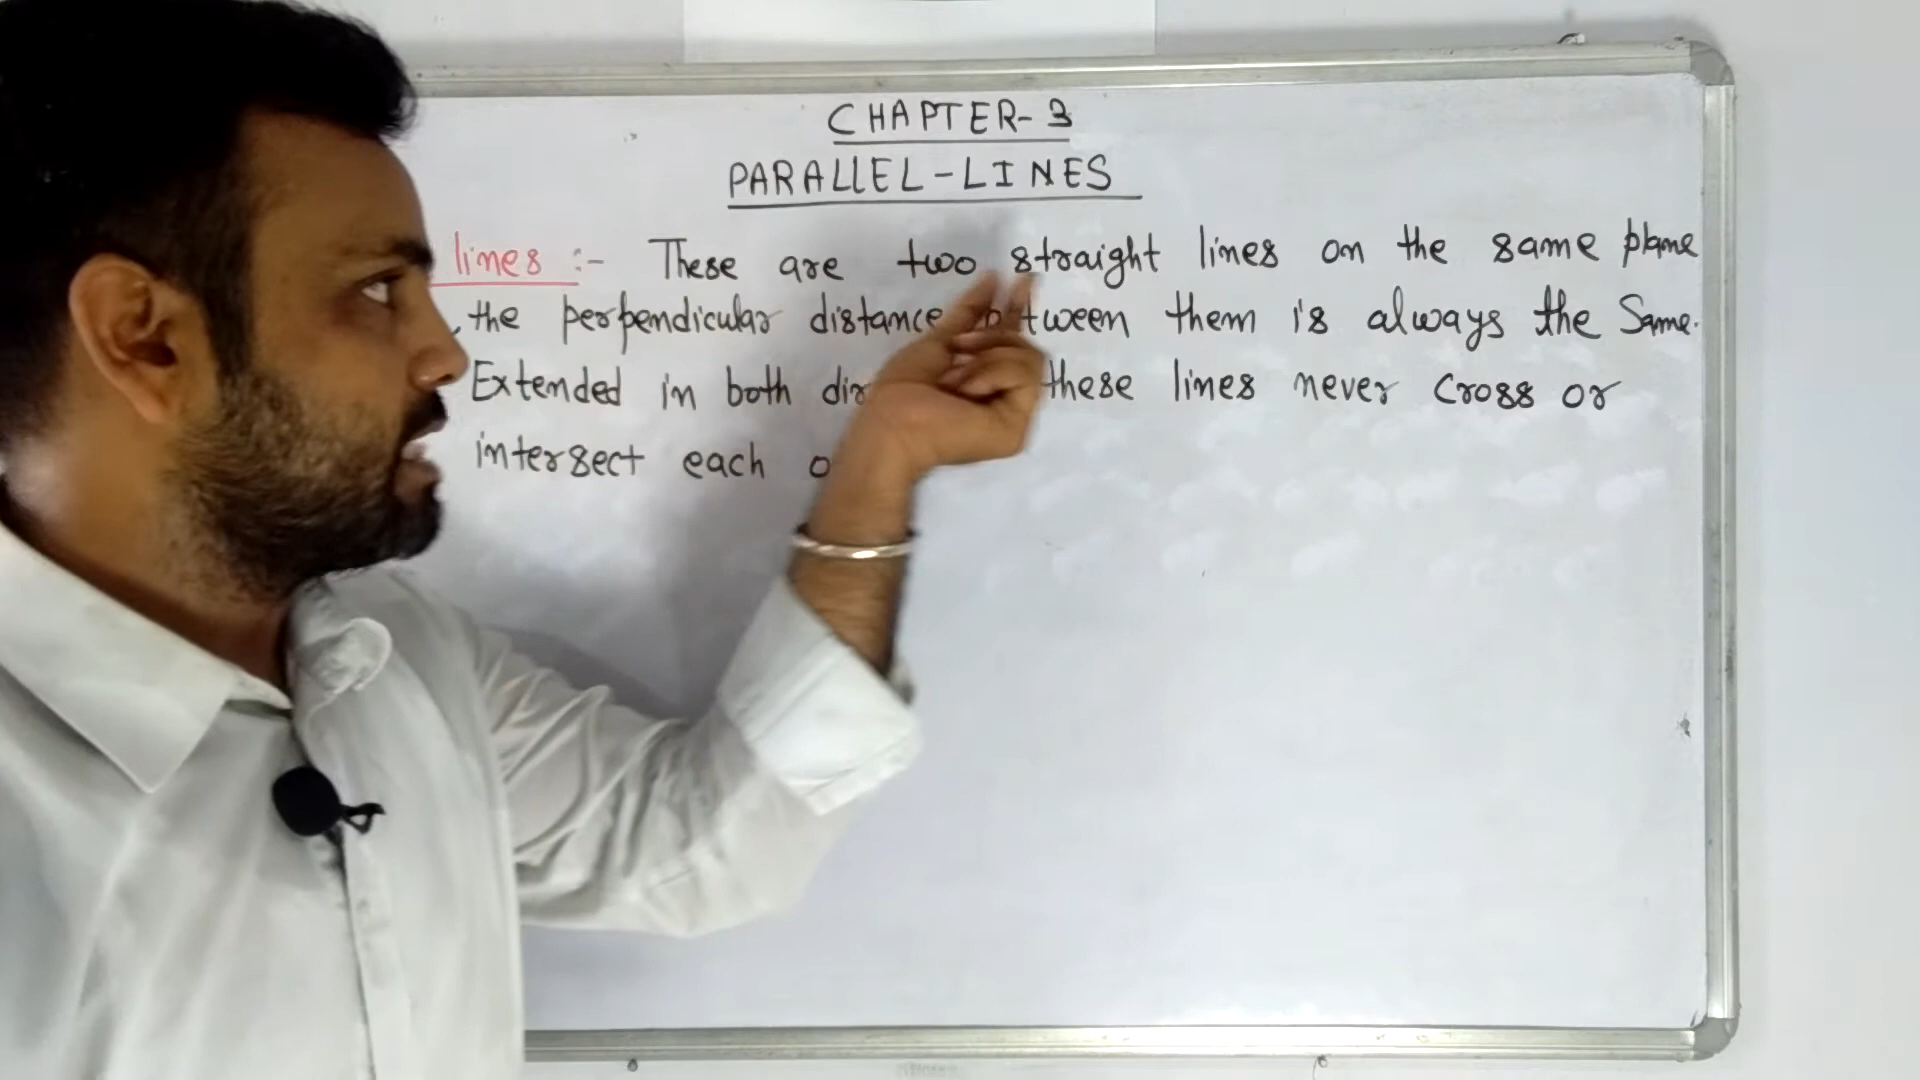 CHAPTER-3
PARALLEL-LINES
lines :- These are two straight lines on the same plane
the perpendicular distance between them is always the Same.
Extended in both these lines never cross or
intersect each